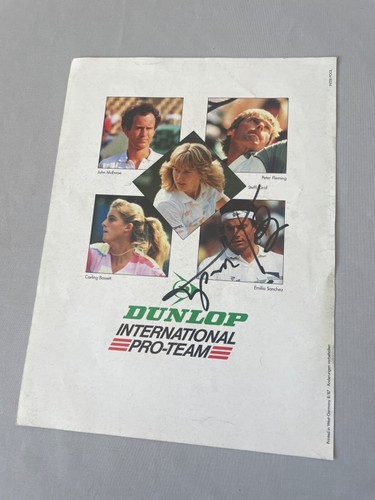 John McEnroe
Peter Fleming
Steffi Graf
Carling Bassett
Emilio Sanchez
DUNLOP
INTERNATIONAL
PRO-TEAM